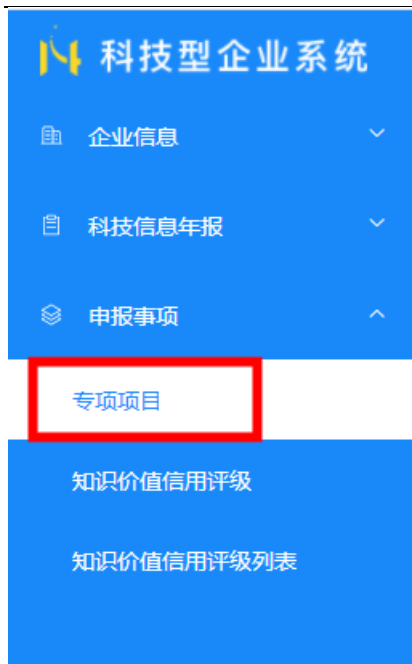 科技型企业系统
企业信息
科技信息年报
申报事项
专项项目
知识价值信用评级
知识价值信用评级列表